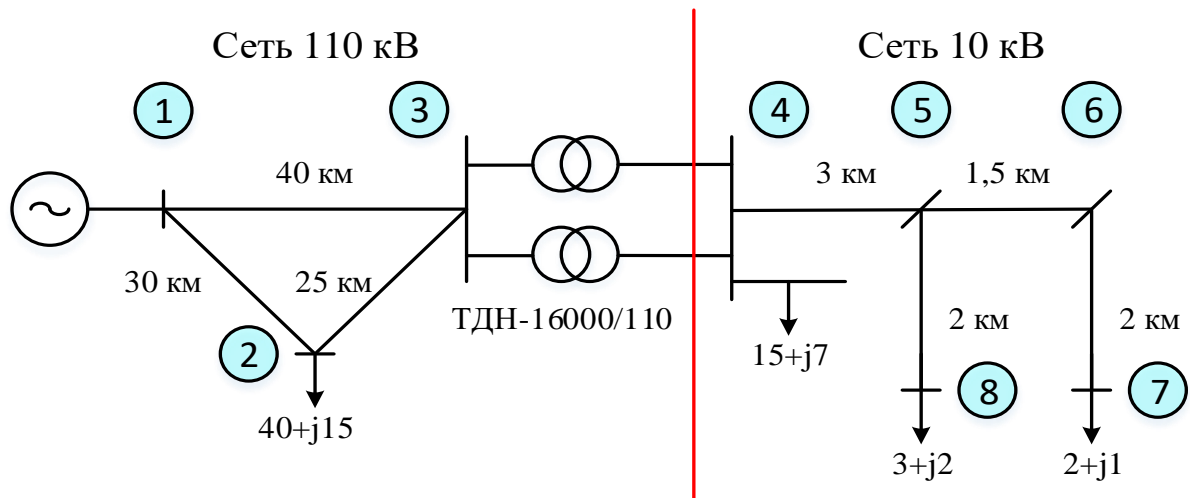 Сеть 110 кВ
Сеть 10 кВ
1
3
4
5
6
40 км
3 км
1,5 км
30 км
25 км
ТДН-16000/110
2
15+j7
2 км
2 км
40+j15
8
7
3+j2
2+j1